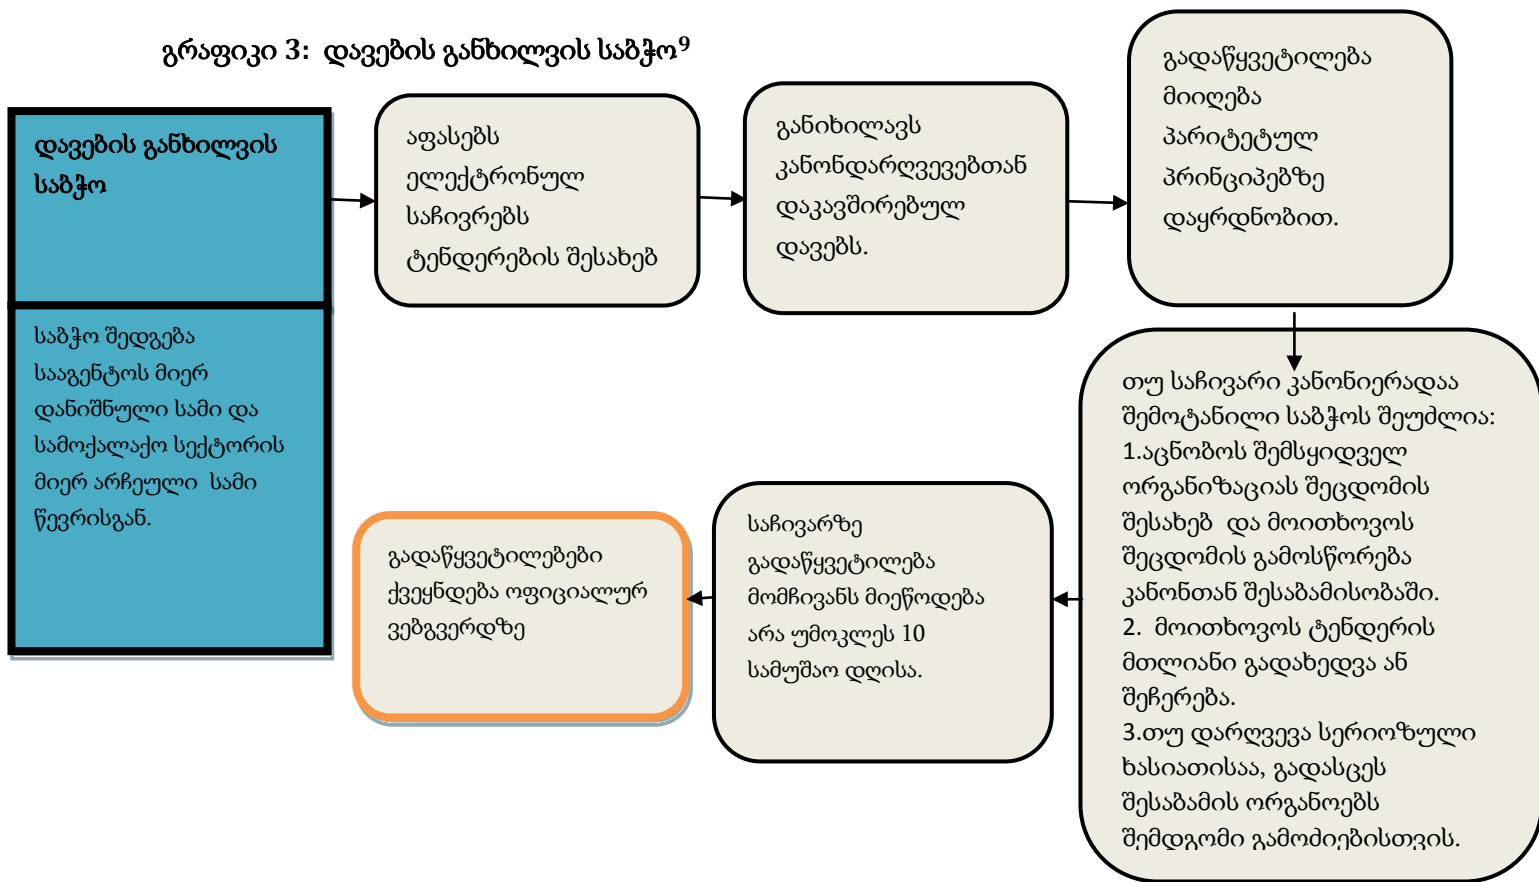 გრაფიკი 3: დავების განხილვის საბჭო⁹
დავების განხილვის
საბჭო
საბჭო შედგება
სააგენტოს მიერ
დანიშნული სამი და
სამოქალაქო სექტორის
მიერ არჩეული სამი
წევრისგან.
აფასებს
ელექტრონულ
საჩივრებს
ტენდერების შესახებ
განიხილავს
კანონდარღვევებთან
დაკავშირებულ
დავებს.
გადაწყვეტილება
მიიღება
პარიტეტულ
პრინციპებზე
დაყრდნობით.
თუ საჩივარი კანონიერადაა
შემოტანილი საბჭოს შეუძლია:
1.აცნობოს შემსყიდველ
ორგანიზაციას შეცდომის
შესახებ და მოითხოვოს
შეცდომის გამოსწორება
კანონთან შესაბამისობაში.
2. მოითხოვოს ტენდერის
მთლიანი გადახედვა ან
შეჩერება.
3.თუ დარღვევა სერიოზული
ხასიათისაა, გადასცეს
შესაბამის ორგანოებს
შემდგომი გამოძიებისთვის.
საჩივარზე
გადაწყვეტილება
მომჩივანს მიეწოდება
არა უმოკლეს 10
სამუშაო დღისა.
გადაწყვეტილებები
ქვეყნდება ოფიციალურ
ვებგვერდზე